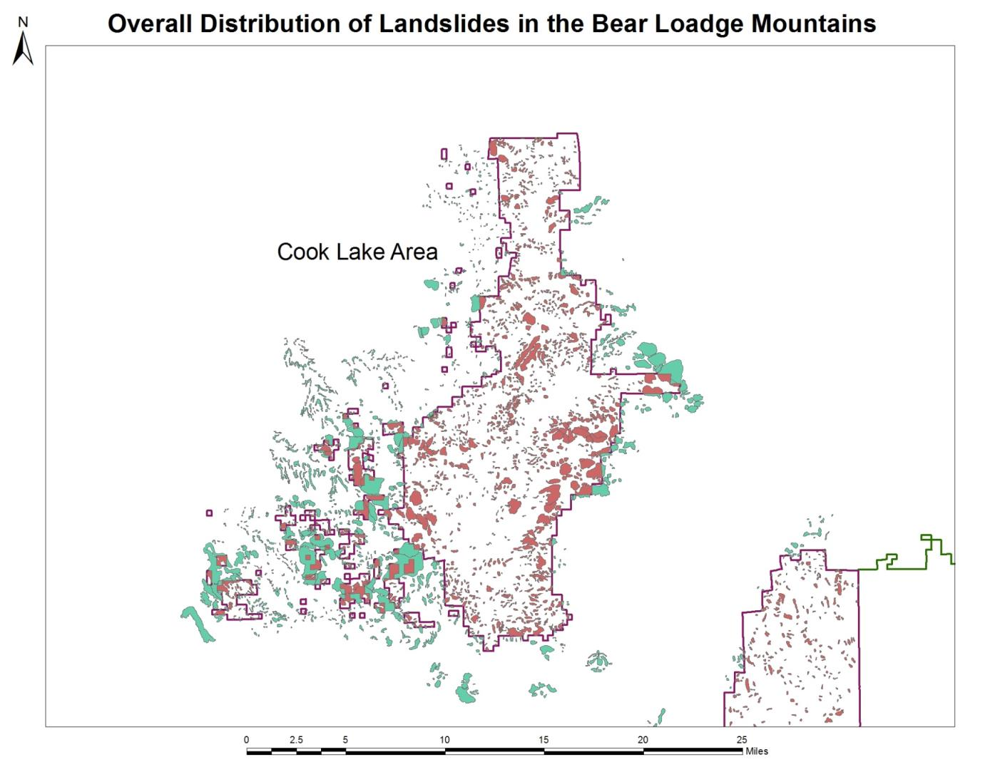 Overall Distribution of Landslides in the Bear Loadge Mountains
N
Cook Lake Area
0 2.5 5 10 15 20 25
Miles